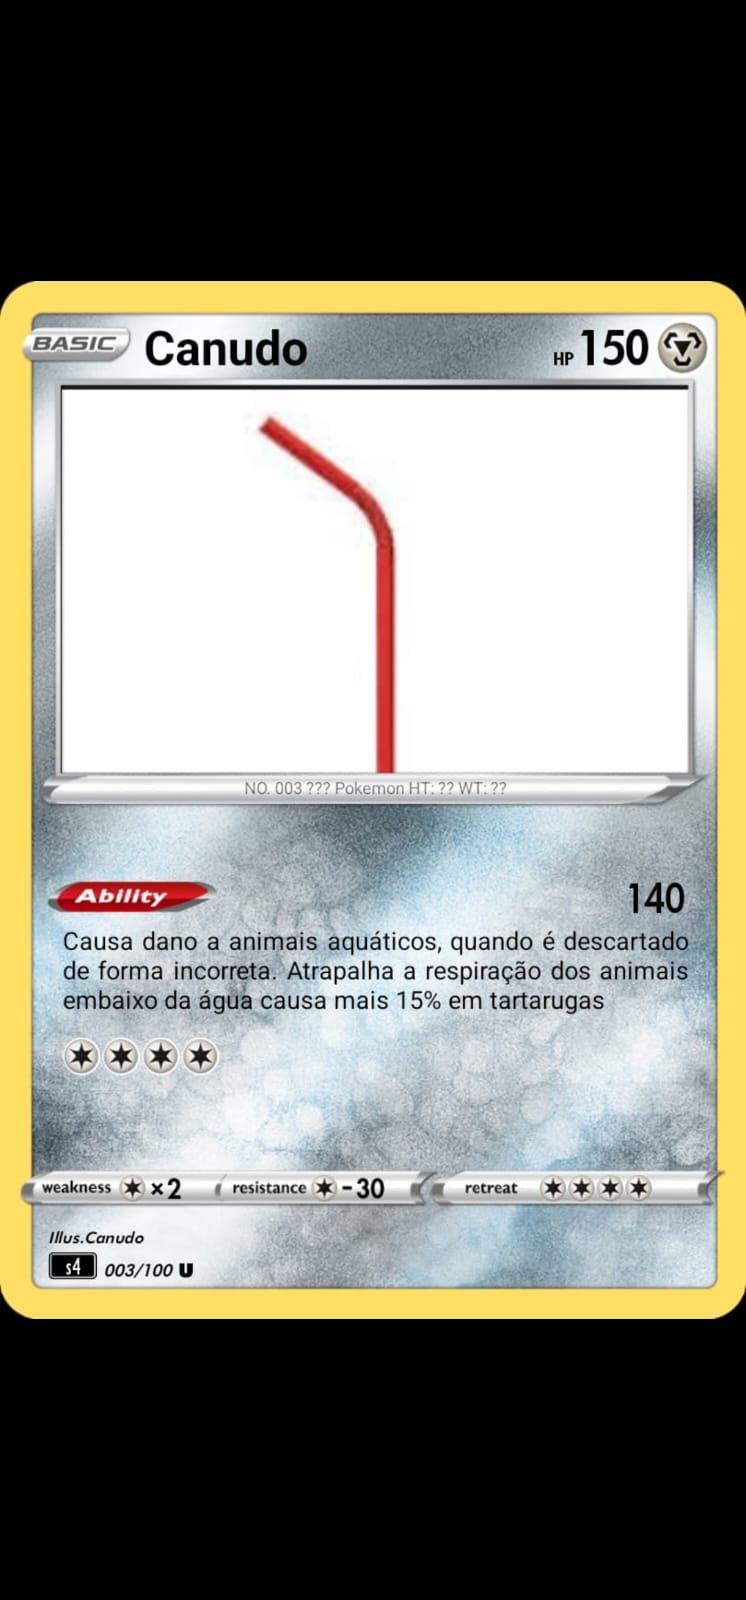 BASIC Canudo HP 150
NO. 003 ??? Pokemon HT: ?? WT: ??
Ability 140
Causa dano a animais aquáticos, quando é descartado
de forma incorreta. Atrapalha a respiração dos animais
embaixo da água causa mais 15% em tartarugas
weakness ×2 resistance -30 retreat
Illus.Canudo
s4 003/100 U